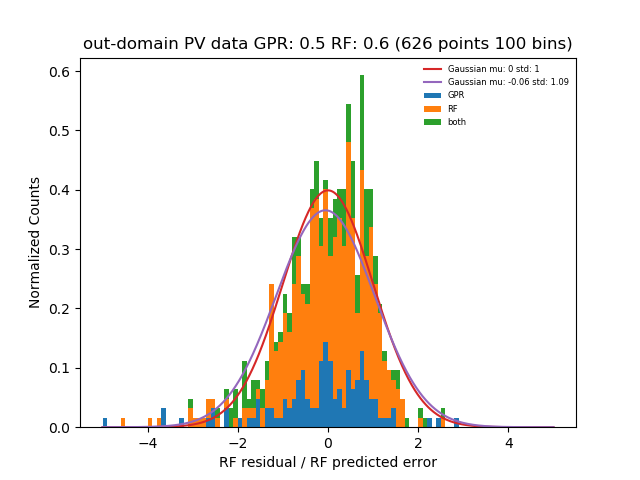 out-domain PV data GPR: 0.5 RF: 0.6 (626 points 100 bins)
Gaussian mu: 0 std: 1
Gaussian mu: -0.06 std: 1.09
GPR
RF
both
Normalized Counts
0.6
0.5
0.4
0.3
0.2
0.1
0.0
−4 −2 0 2 4
RF residual / RF predicted error